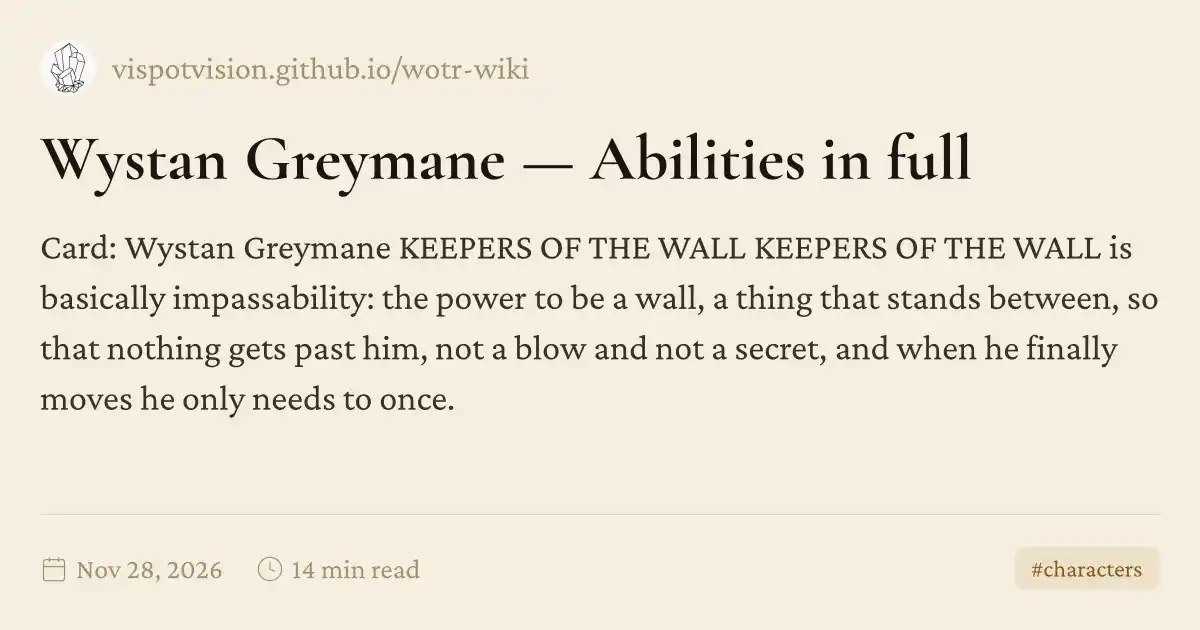 vispotvision.github.io/wotr-wiki
Wystan Greymane — Abilities in full
Card: Wystan Greymane KEEPERS OF THE WALL KEEPERS OF THE WALL is
basically impassability: the power to be a wall, a thing that stands between, so
that nothing gets past him, not a blow and not a secret, and when he finally
moves he only needs to once.
Nov 28, 2026
14 min read
#characters